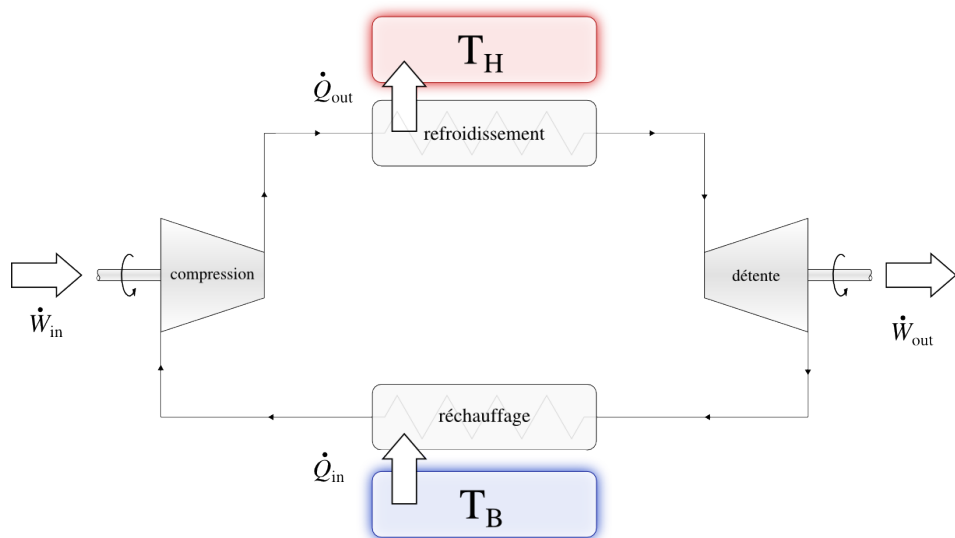 T_H
Q̇_out
refroidissement
compression
détente
Ẇ_in
Ẇ_out
réchauffage
Q̇_in
T_B